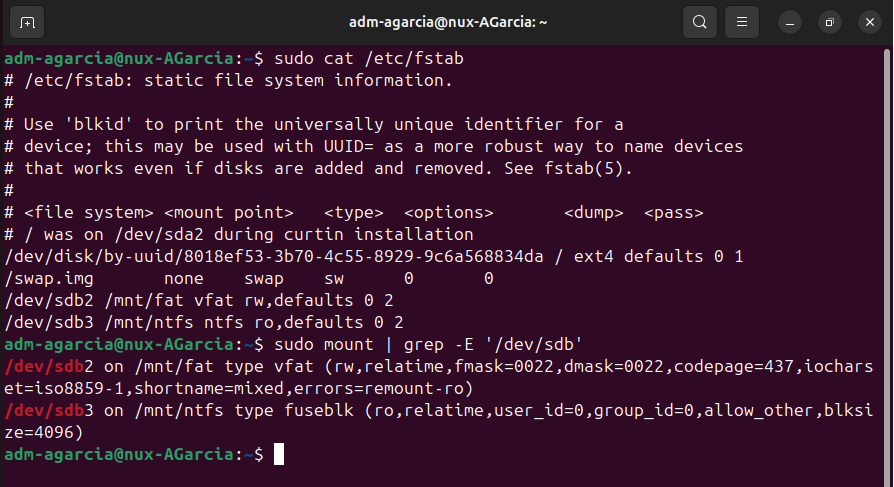 adm-agarcia@nux-AGarcia: ~
adm-agarcia@nux-AGarcia:~$ sudo cat /etc/fstab
# /etc/fstab: static file system information.
#
# Use 'blkid' to print the universally unique identifier for a
# device; this may be used with UUID= as a more robust way to name devices
# that works even if disks are added and removed. See fstab(5).
#
# <file system> <mount point>   <type>  <options>       <dump>  <pass>
# / was on /dev/sda2 during curtin installation
/dev/disk/by-uuid/8018ef53-3b70-4c55-8929-9c6a568834da / ext4 defaults 0 1
/swap.img       none    swap    sw      0       0
/dev/sdb2 /mnt/fat vfat rw,defaults 0 2
/dev/sdb3 /mnt/ntfs ntfs ro,defaults 0 2
adm-agarcia@nux-AGarcia:~$ sudo mount | grep -E '/dev/sdb'
/dev/sdb2 on /mnt/fat type vfat (rw,relatime,fmask=0022,dmask=0022,codepage=437,iochars
et=iso8859-1,shortname=mixed,errors=remount-ro)
/dev/sdb3 on /mnt/ntfs type fuseblk (ro,relatime,user_id=0,group_id=0,allow_other,blksi
ze=4096)
adm-agarcia@nux-AGarcia:~$